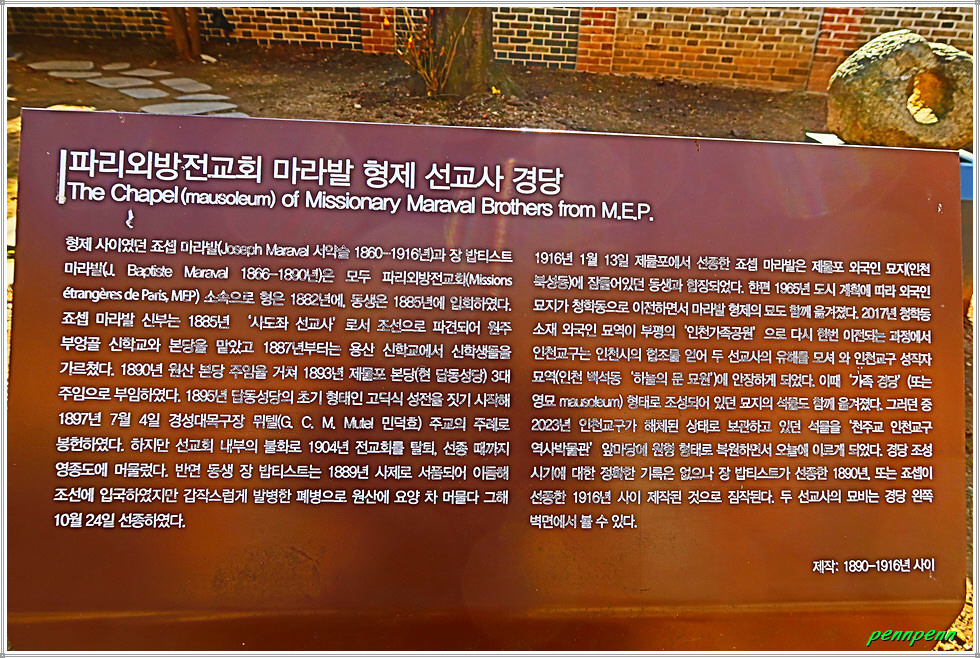 파리외방전교회 마라발 형제 선교사 경당
The Chapel(mausoleum) of Missionary Maraval Brothers from M.E.P.
형제 사이였던 죠셉 마라발(Joseph Maraval 서약슬 1860-1916년)과 장 밥티스트
마라발(J. Baptiste Maraval 1866-1890년)은 모두 파리외방전교회(Missions
étrangères de Paris, MEP) 소속으로 형은 1882년에, 동생은 1885년에 입회하였다.
죠셉 마라발 신부는 1885년 ‘사도좌 선교사’로서 조선으로 파견되어 원주
부엉골 신학교와 본당을 맡았고 1887년부터는 용산 신학교에서 신학생들을
가르쳤다. 1890년 원산 본당 주임을 거쳐 1893년 제물포 본당(현 답동성당) 3대
주임으로 부임하였다. 1895년 답동성당의 초기 형태인 고딕식 성전을 짓기 시작해
1897년 7월 4일 경성대목구장 뮈텔(G. C. M. Mutel 민덕효) 주교의 주례로
봉헌하였다. 하지만 선교회 내부의 불화로 1904년 전교회를 탈퇴, 선종 때까지
영종도에 머물렀다. 반면 동생 장 밥티스트는 1889년 사제로 서품되어 이듬해
조선에 입국하였지만 갑작스럽게 발병한 폐병으로 원산에 요양 차 머물다 그해
10월 24일 선종하였다.
1916년 1월 13일 제물포에서 선종한 죠셉 마라발은 제물포 외국인 묘지(인천
북성동)에 잠들어있던 동생과 합장되었다. 한편 1965년 도시 계획에 따라 외국인
묘지가 청학동으로 이전하면서 마라발 형제의 묘도 함께 옮겨졌다. 2017년 청학동
소재 외국인 묘역이 부평의 ‘인천가족공원’으로 다시 한번 이전되는 과정에서
인천교구는 인천시의 협조를 얻어 두 선교사의 유해를 모셔 와 인천교구 성직자
묘역(인천 백석동 ‘하늘의 문 묘원’)에 안장하게 되었다. 이때 ‘가족 경당’(또는
영묘 mausoleum) 형태로 조성되어 있던 묘지의 석물도 함께 옮겨졌다. 그러던 중
2023년 인천교구가 해체된 상태로 보관하고 있던 석물을 ‘천주교 인천교구
역사박물관’ 앞마당에 원형 형태로 복원하면서 오늘에 이르게 되었다. 경당 조성
시기에 대한 정확한 기록은 없으나 장 밥티스트가 선종한 1890년, 또는 죠셉이
선종한 1916년 사이 제작된 것으로 짐작된다. 두 선교사의 묘비는 경당 왼쪽
벽면에서 볼 수 있다.
제작: 1890-1916년 사이
pennpenn